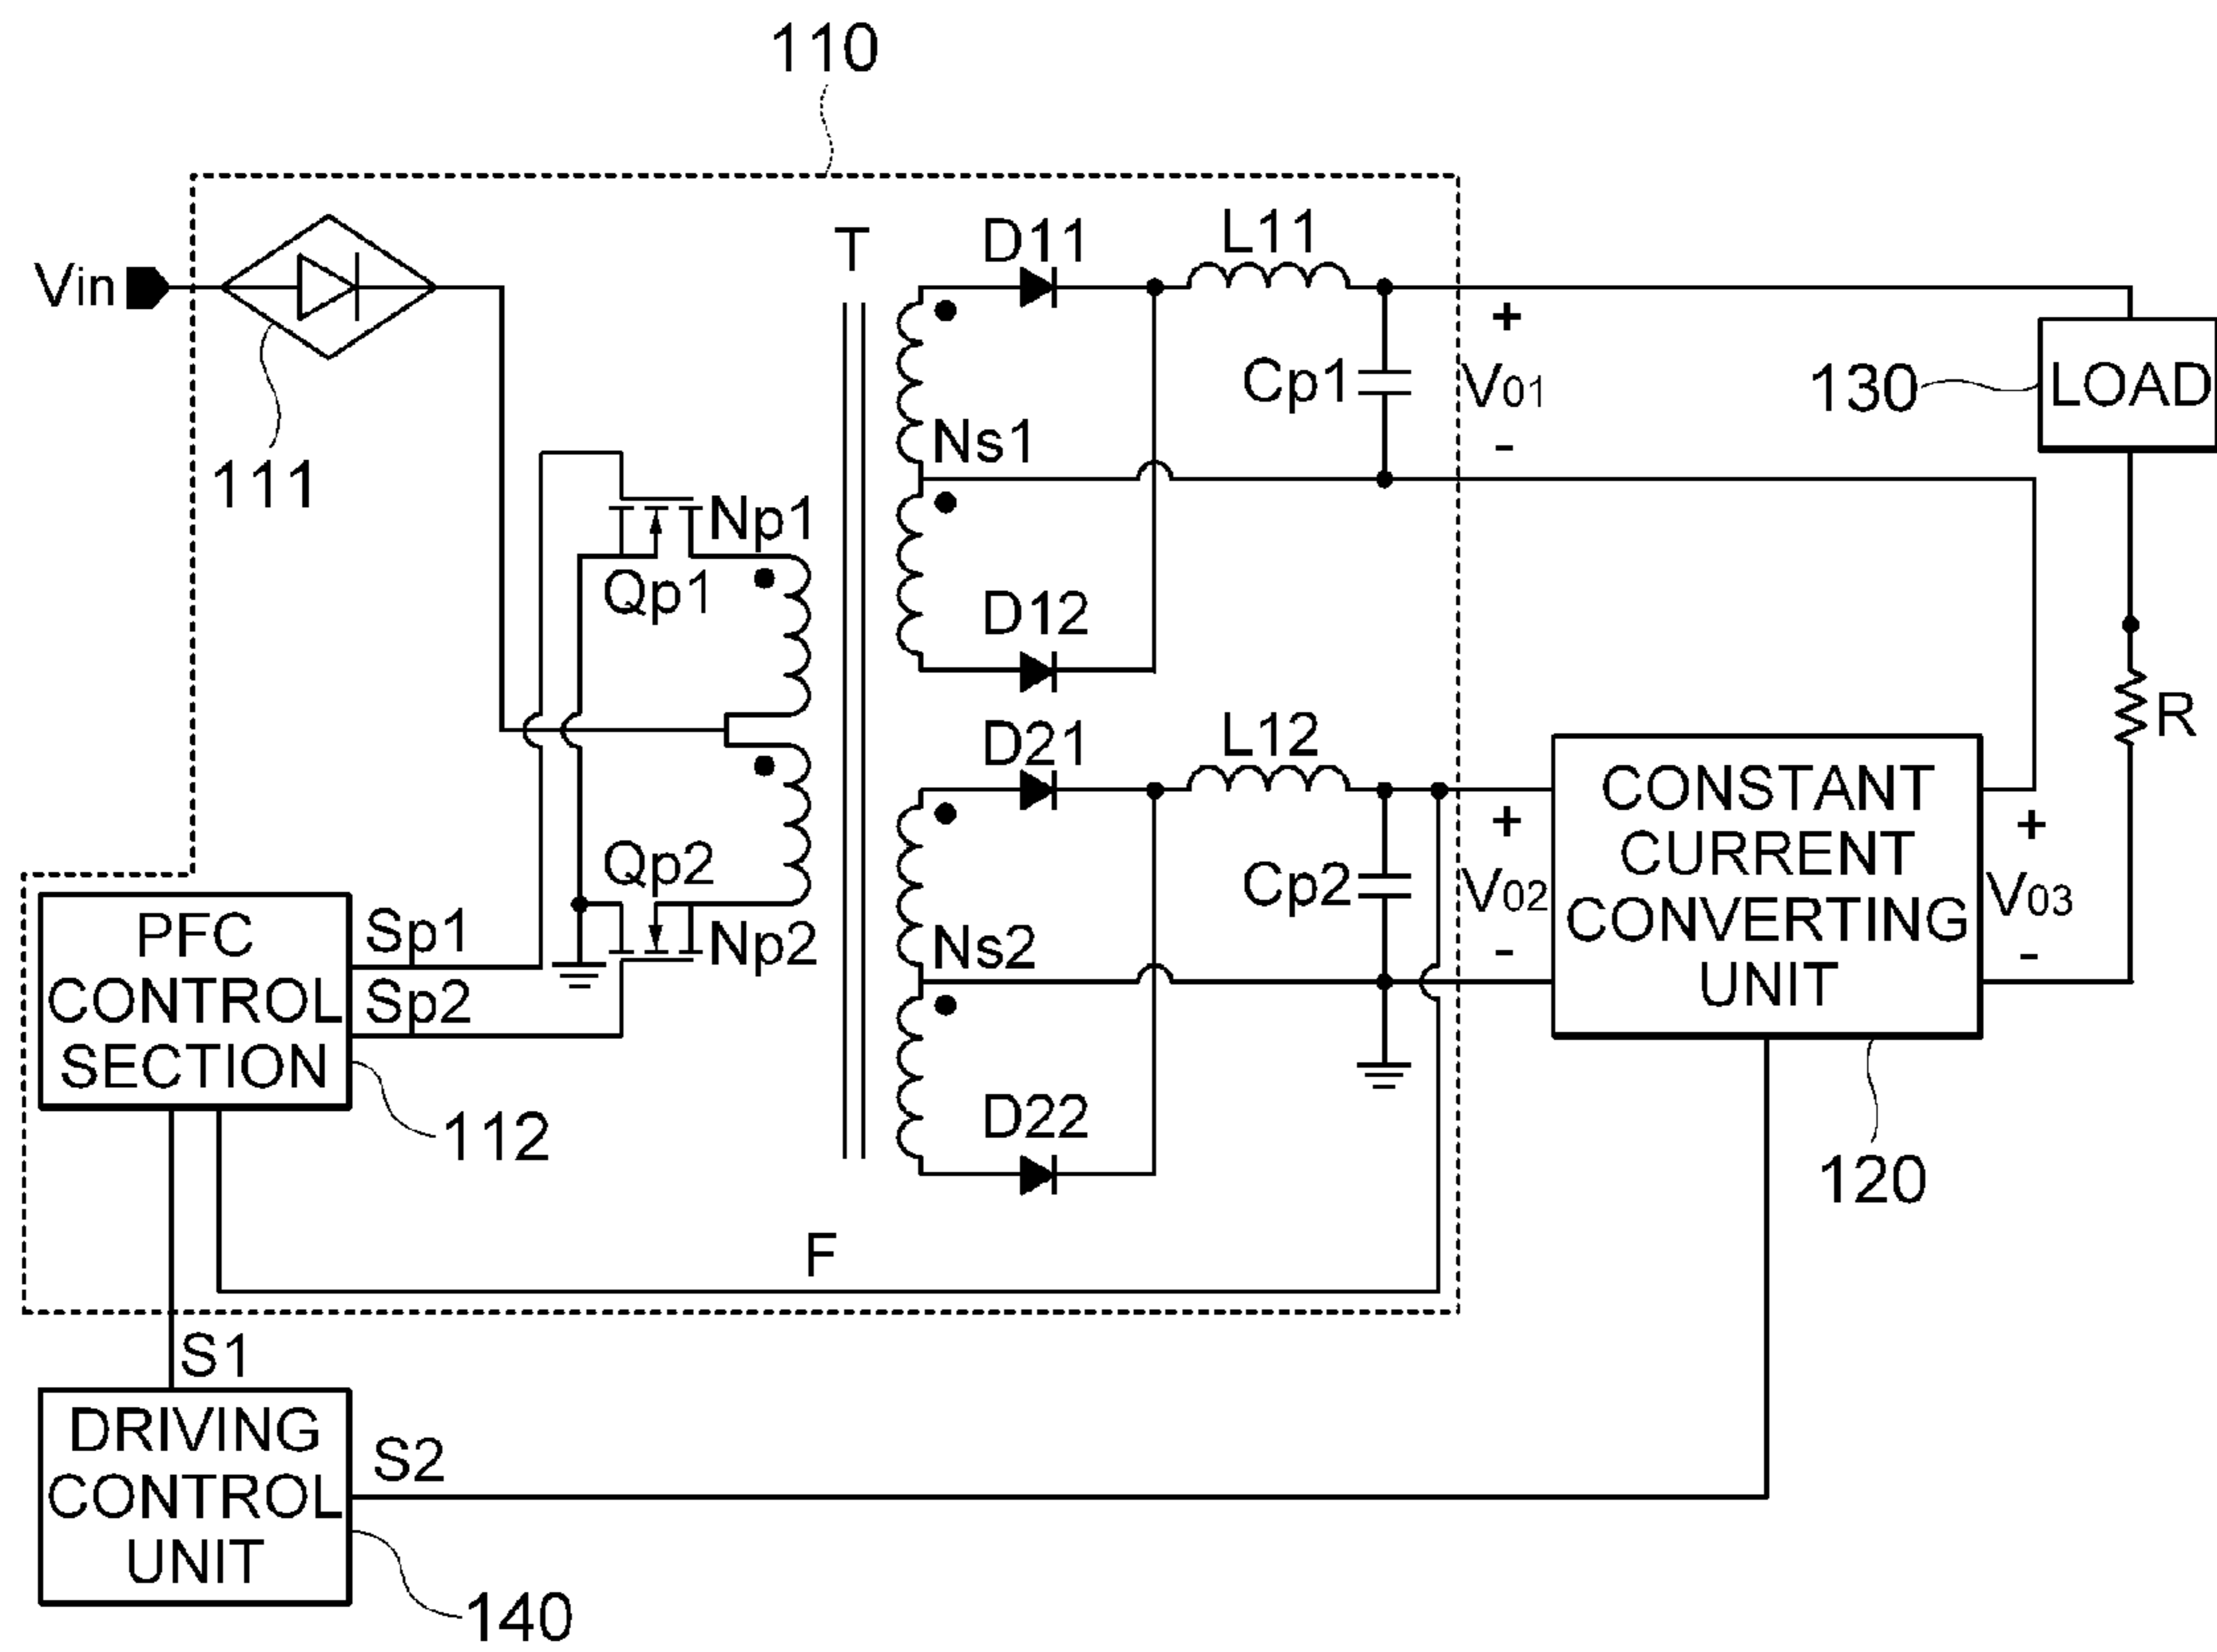 110
T
D11
L11
Vin
+
Cp1
V01
-
130
LOAD
Ns1
111
Np1
Qp1
D12
R
D21
L12
CONSTANT
CURRENT
CONVERTING
UNIT
+
V02
-
+
V03
-
Qp2
Cp2
Np2
Ns2
PFC
CONTROL
SECTION
Sp1
Sp2
112
D22
120
F
S1
DRIVING
CONTROL
UNIT
S2
140